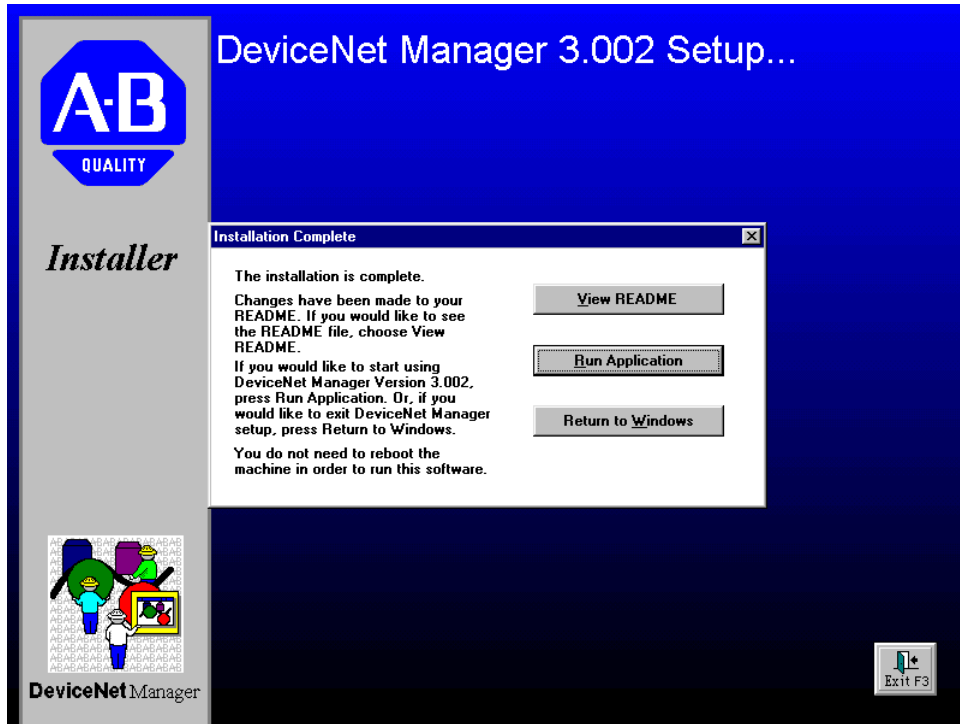 DeviceNet Manager 3.002 Setup...
A·B
QUALITY
Installer
Installation Complete
The installation is complete.
Changes have been made to your
README. If you would like to see
the README file, choose View
README.
If you would like to start using
DeviceNet Manager Version 3.002,
press Run Application. Or, if you
would like to exit DeviceNet Manager
setup, press Return to Windows.
You do not need to reboot the
machine in order to run this software.
View README
Run Application
Return to Windows
DeviceNet Manager
Exit F3